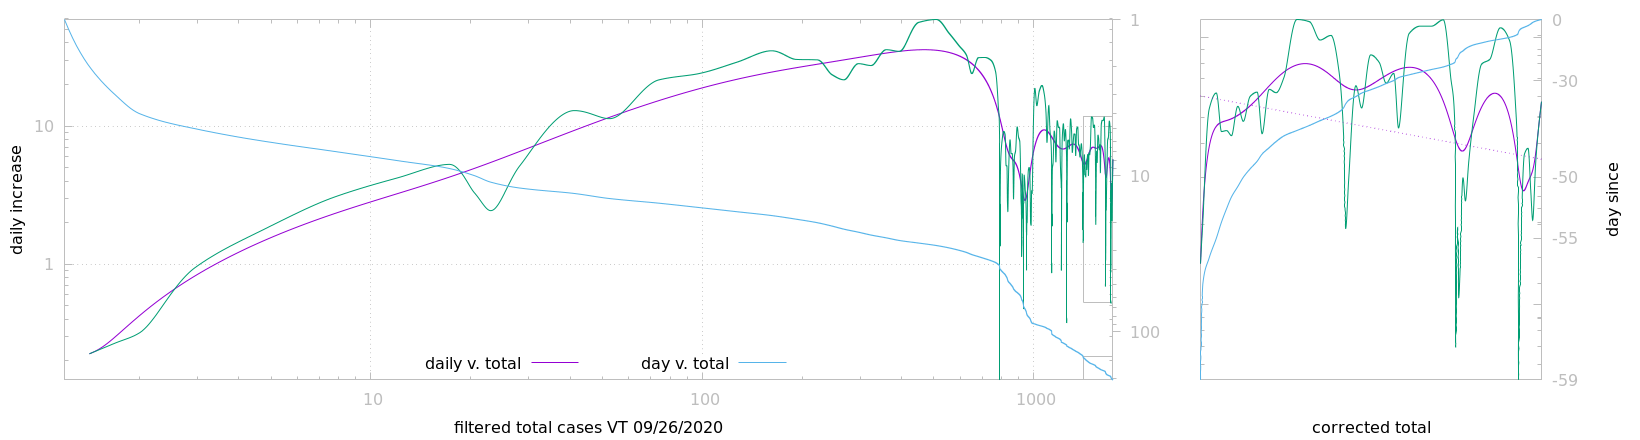 daily increase
10
1
daily v. total
day v. total
10
100
1000
filtered total cases VT 09/26/2020
1
10
100
0
-30
-50
-55
-59
day since
corrected total